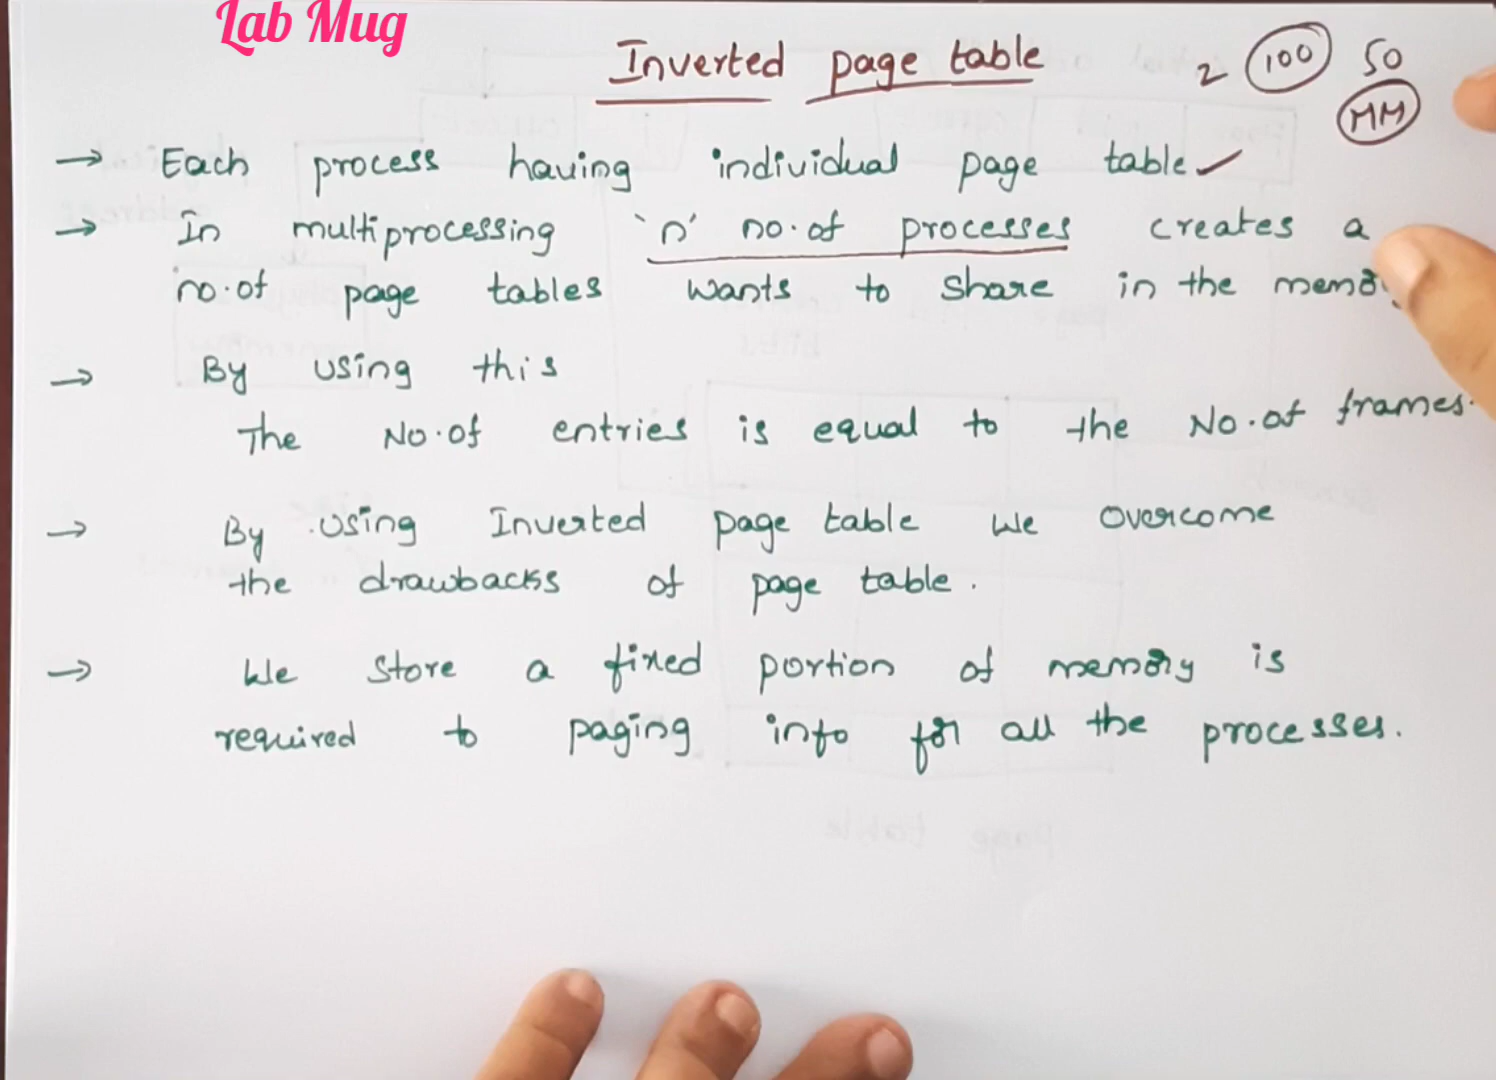 Lab Mug
Inverted page table 2 100 50
MM
→ Each process having individual page table ✓
→ In multiprocessing 'n' no.of processes creates a
no.of page tables wants to share in the
→ By using this
The No.of entries is equal to the No.of frames.
→ By using Inverted page table we overcome
the drawbacks of page table.
→ We store a fixed portion of memory is
required to paging info for all the processes.